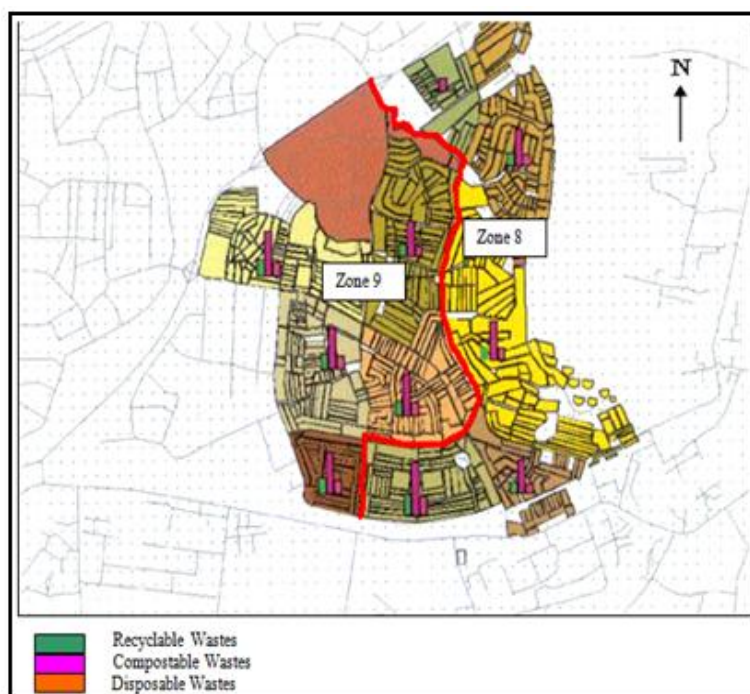 N
Zone 8
Zone 9
Recyclable Wastes
Compostable Wastes
Disposable Wastes